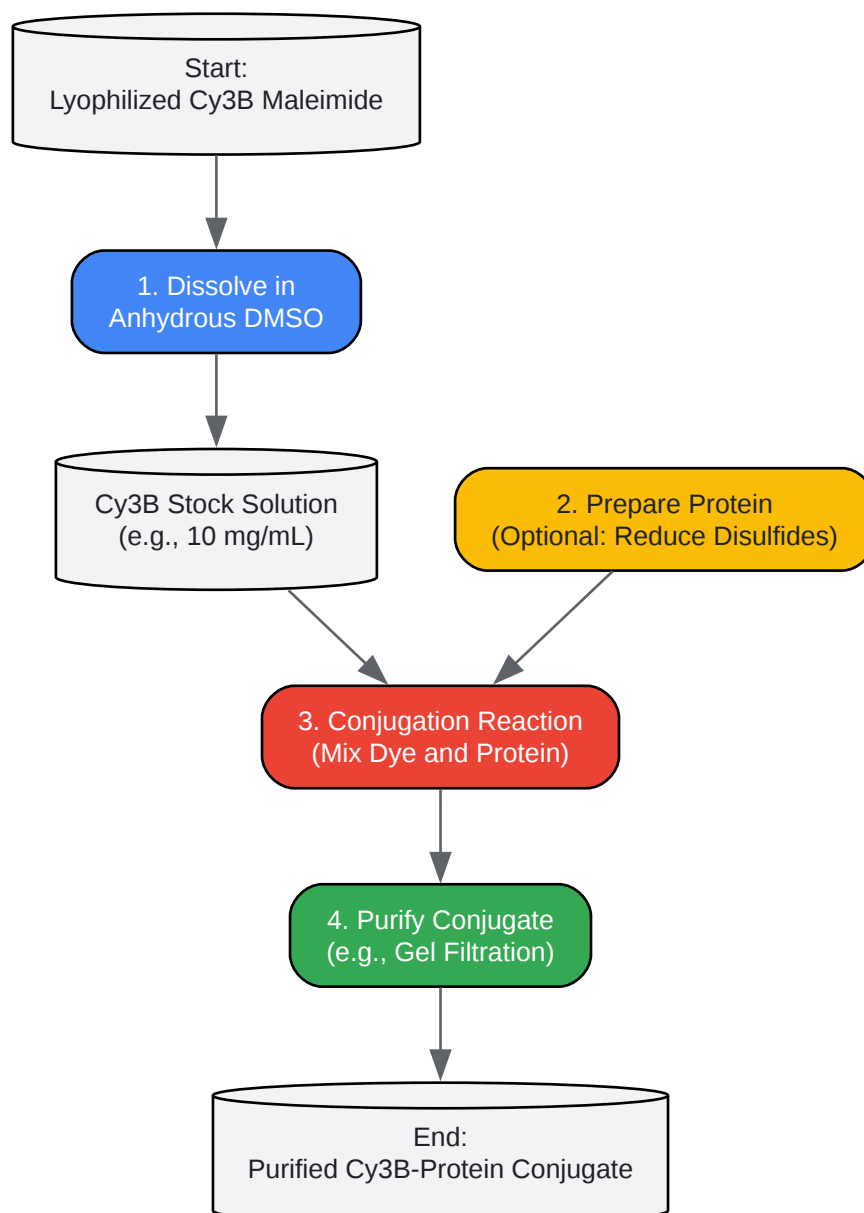 Start:
Lyophilized Cy3B Maleimide
1. Dissolve in
Anhydrous DMSO
Cy3B Stock Solution
(e.g., 10 mg/mL)
2. Prepare Protein
(Optional: Reduce Disulfides)
3. Conjugation Reaction
(Mix Dye and Protein)
4. Purify Conjugate
(e.g., Gel Filtration)
End:
Purified Cy3B-Protein Conjugate